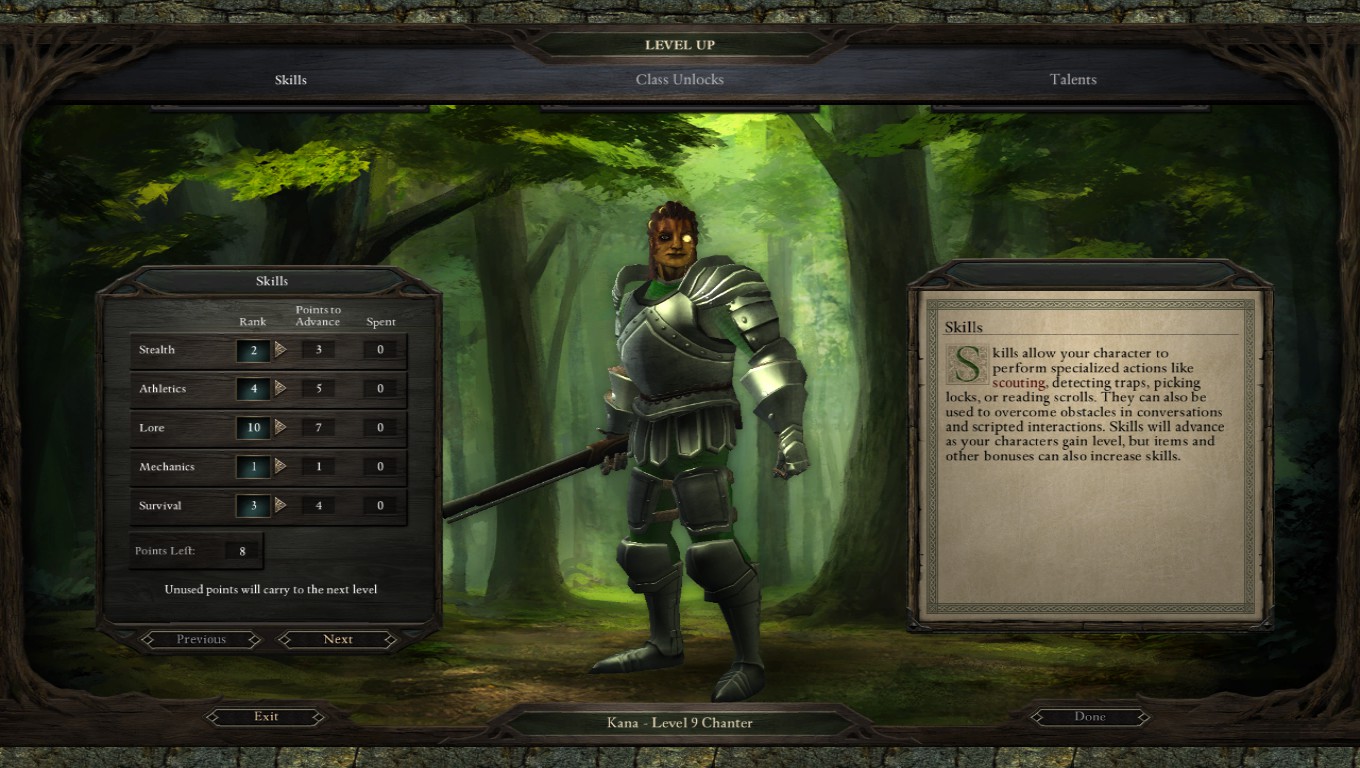 LEVEL UP
Skills
Class Unlocks
Talents
Skills
Rank
Points to
Advance
Spent
Stealth 2 3 0
Athletics 4 5 0
Lore 10 7 0
Mechanics 1 1 0
Survival 3 4 0
Points Left: 8
Unused points will carry to the next level
Previous
Next
Skills
Skills allow your character to
perform specialized actions like
scouting, detecting traps, picking
locks, or reading scrolls. They can also be
used to overcome obstacles in conversations
and scripted interactions. Skills will advance
as your characters gain level, but items and
other bonuses can also increase skills.
Exit
Kana - Level 9 Chanter
Done